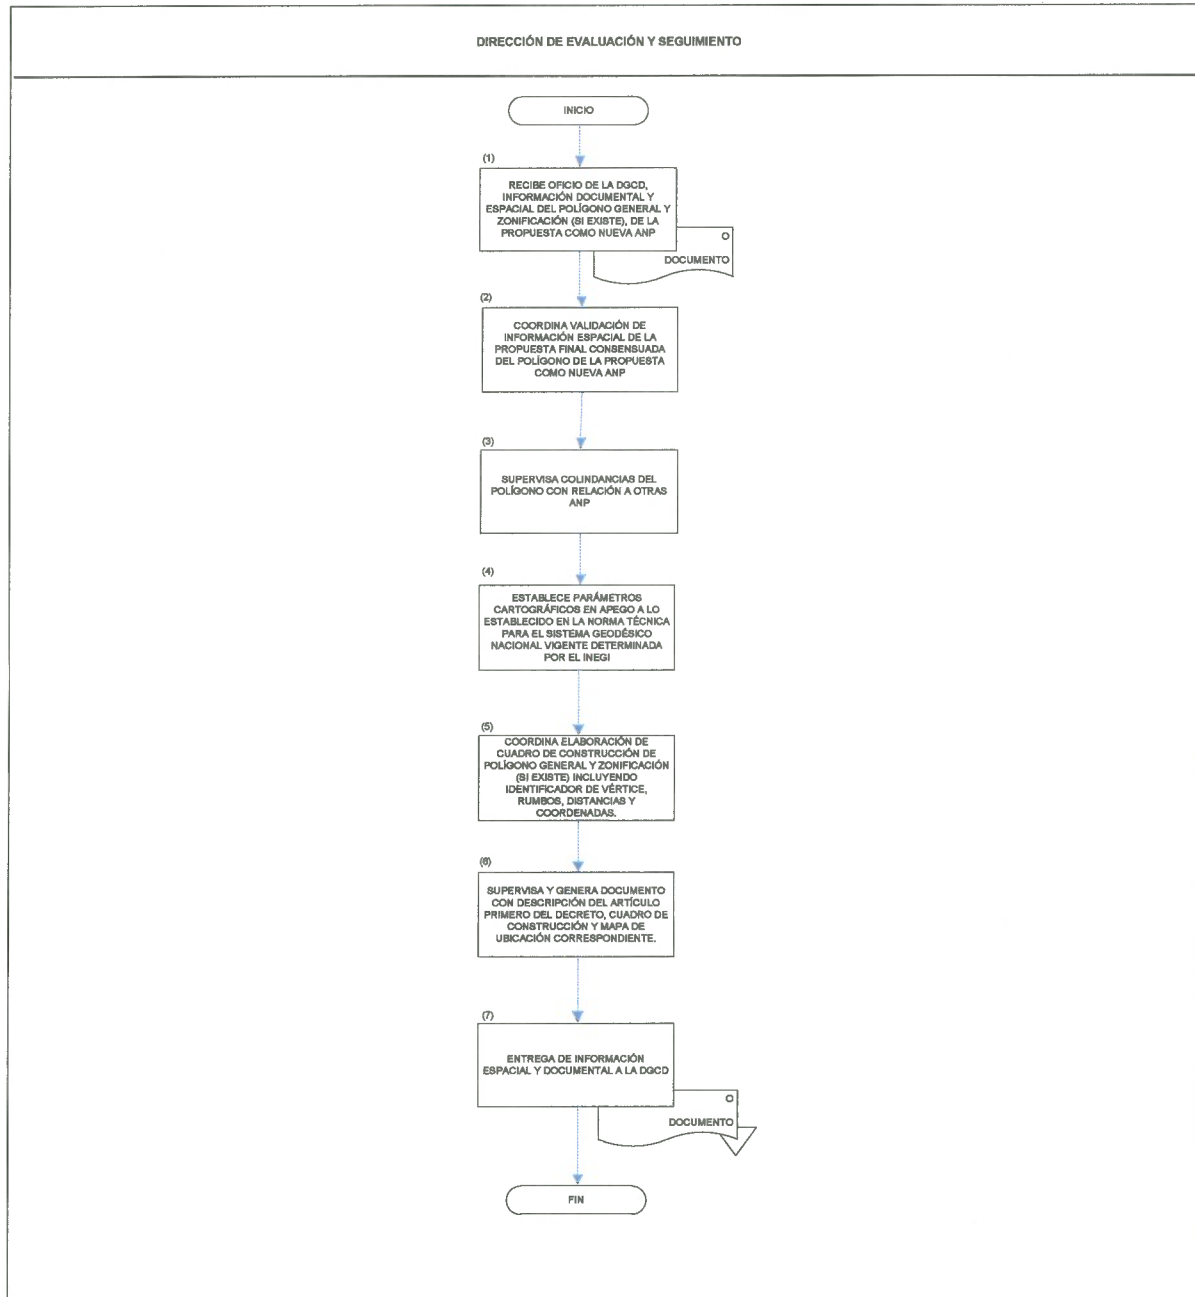 DIRECCIÓN DE EVALUACIÓN Y SEGUIMIENTO
INICIO
(1)
RECIBE OFICIO DE LA DGCD,
INFORMACIÓN DOCUMENTAL Y
ESPACIAL DEL POLÍGONO GENERAL Y
ZONIFICACIÓN (SI EXISTE), DE LA
PROPUESTA COMO NUEVA ANP
O
DOCUMENTO
(2)
COORDINA VALIDACIÓN DE
INFORMACIÓN ESPACIAL DE LA
PROPUESTA FINAL CONSENSUADA
DEL POLÍGONO DE LA PROPUESTA
COMO NUEVA ANP
(3)
SUPERVISA COLINDANCIAS DEL
POLÍGONO CON RELACIÓN A OTRAS
ANP
(4)
ESTABLECE PARÁMETROS
CARTOGRÁFICOS EN APEGO A LO
ESTABLECIDO EN LA NORMA TÉCNICA
PARA EL SISTEMA GEODÉSICO
NACIONAL VIGENTE DETERMINADA
POR EL INEGI
(5)
COORDINA ELABORACIÓN DE
CUADRO DE CONSTRUCCIÓN DE
POLÍGONO GENERAL Y ZONIFICACIÓN
(SI EXISTE) INCLUYENDO
IDENTIFICADOR DE VÉRTICE,
RUMBOS, DISTANCIAS Y
COORDENADAS.
(6)
SUPERVISA Y GENERA DOCUMENTO
CON DESCRIPCIÓN DEL ARTÍCULO
PRIMERO DEL DECRETO, CUADRO DE
CONSTRUCCIÓN Y MAPA DE
UBICACIÓN CORRESPONDIENTE.
(7)
ENTREGA DE INFORMACIÓN
ESPACIAL Y DOCUMENTAL A LA DGCD
O
DOCUMENTO
FIN